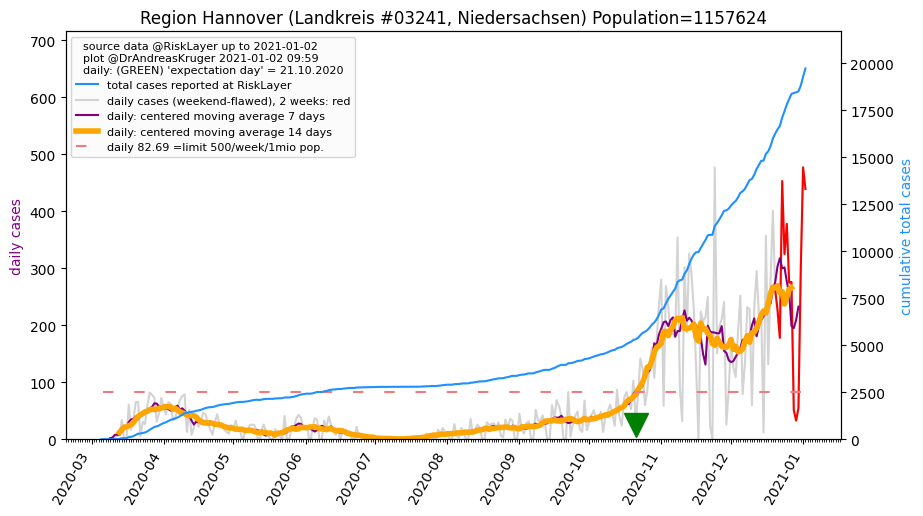 Region Hannover (Landkreis #03241, Niedersachsen) Population=1157624
source data @RiskLayer up to 2021-01-02
plot @DrAndreasKruger 2021-01-02 09:59
daily: (GREEN) 'expectation day' = 21.10.2020
total cases reported at RiskLayer
daily cases (weekend-flawed), 2 weeks: red
daily: centered moving average 7 days
daily: centered moving average 14 days
daily 82.69 =limit 500/week/1mio pop.
daily cases
700
600
500
400
300
200
100
0
cumulative total cases
20000
17500
15000
12500
10000
7500
5000
2500
0
2020-03
2020-04
2020-05
2020-06
2020-07
2020-08
2020-09
2020-10
2020-11
2020-12
2021-01